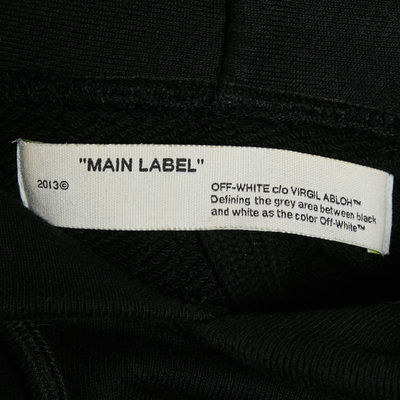 "MAIN LABEL"
2013©
OFF-WHITE c/o VIRGIL ABLOH™
Defining the grey area between black
and white as the color Off-White™